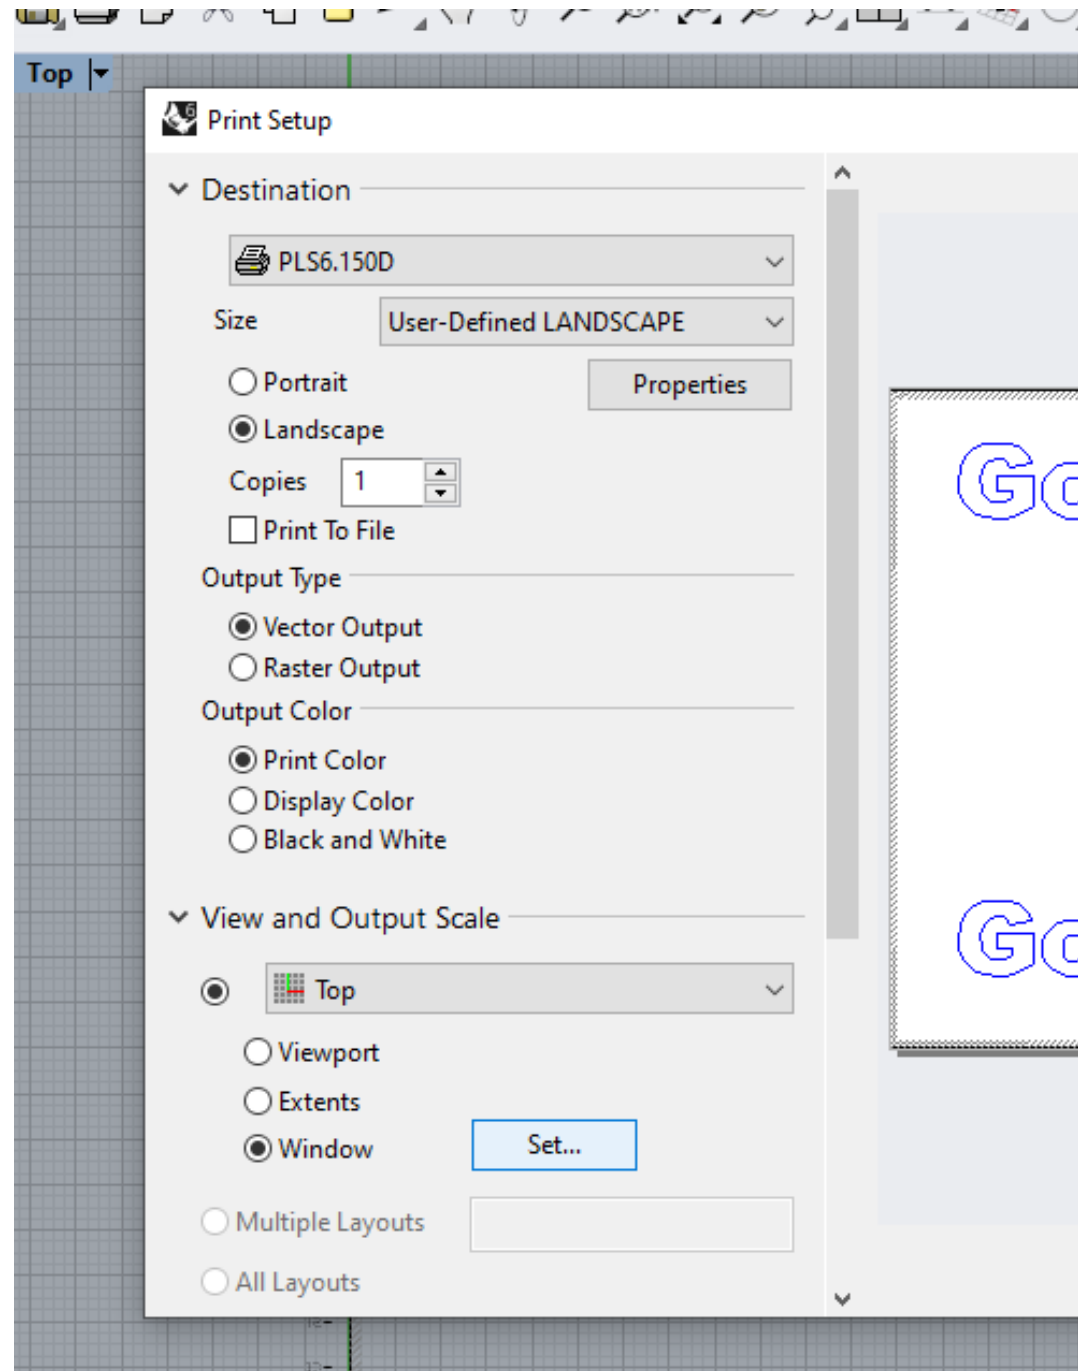 Top
Print Setup
Destination
PLS6.150D
Size User-Defined LANDSCAPE
Portrait Properties
Landscape
Copies 1
Print To File
Output Type
Vector Output
Raster Output
Output Color
Print Color
Display Color
Black and White
View and Output Scale
Top
Viewport
Extents
Window Set...
Multiple Layouts
All Layouts
Go
Go